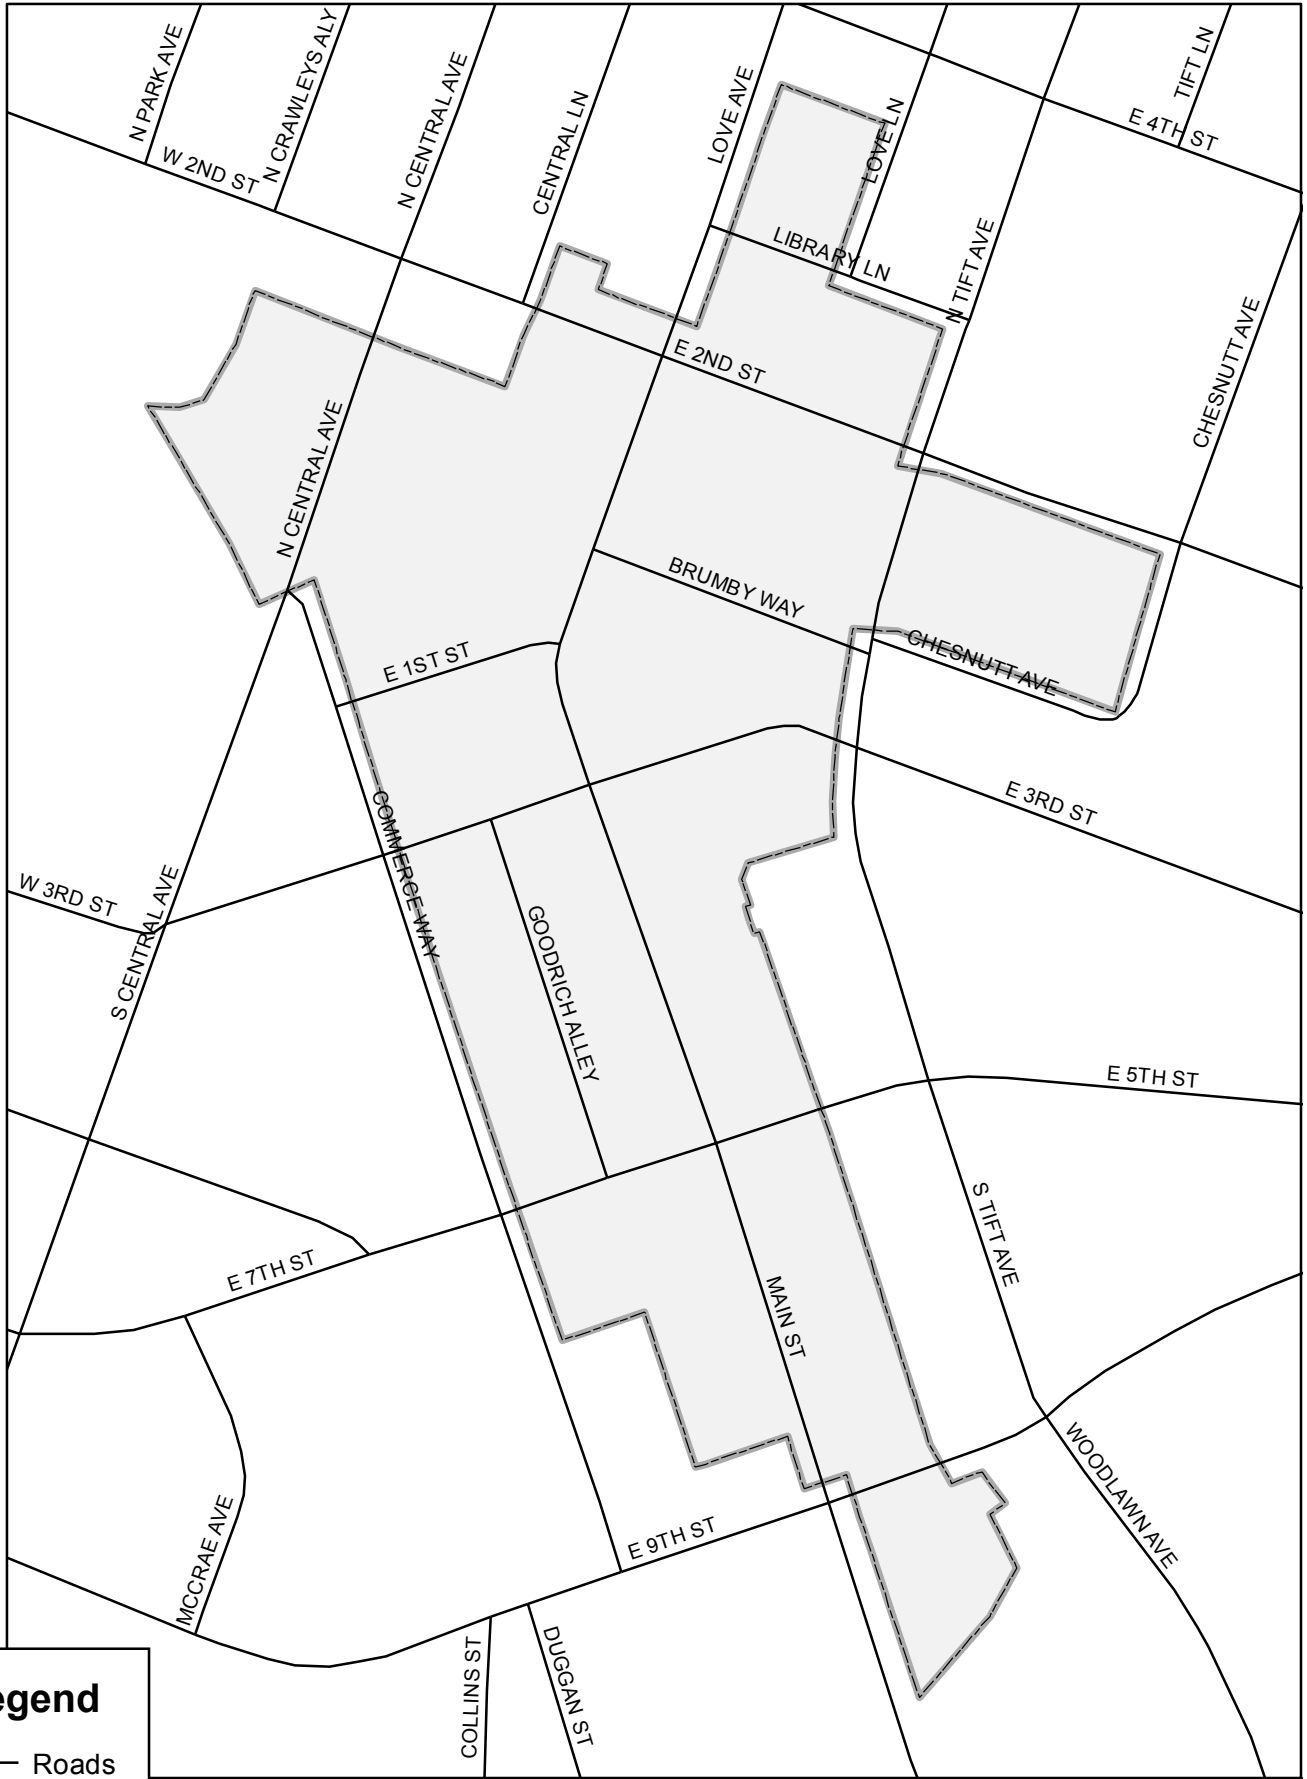 N PARK AVE
N CRAWLEYS ALY
N CENTRAL AVE
CENTRAL LN
LOVE AVE
LOVE LN
TIFT LN
E 4TH ST
W 2ND ST
LIBRARY LN
N TIFT AVE
CHESNUTT AVE
E 2ND ST
N CENTRAL AVE
BRUMBY WAY
CHESNUTT AVE
E 1ST ST
COMMERCE WAY
E 3RD ST
W 3RD ST
S CENTRAL AVE
GOODRICH ALLEY
E 5TH ST
S TIFT AVE
E 7TH ST
MAIN ST
WOODLAWN AVE
MCCRAE AVE
E 9TH ST
COLLINS ST
DUGGAN ST
egend
Roads